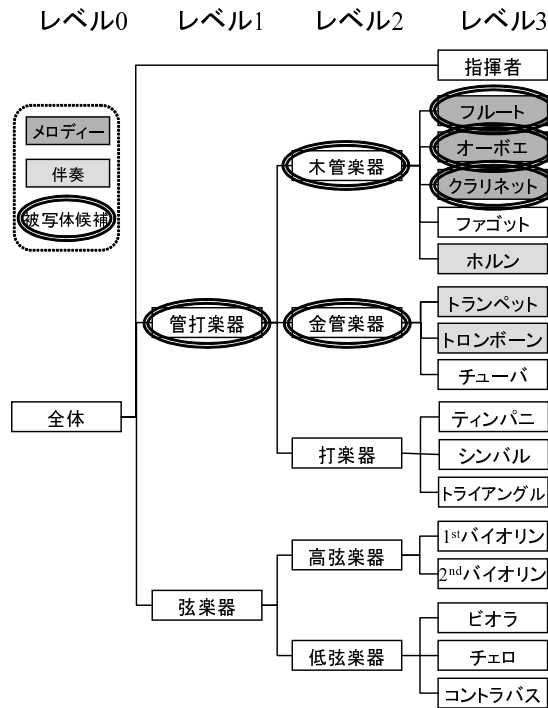 レベル0 レベル1 レベル2 レベル3
指揮者
メロディー
伴奏
被写体候補
フルート
オーボエ
木管楽器
クラリネット
ファゴット
ホルン
トランペット
管打楽器
金管楽器
トロンボーン
チューバ
全体
ティンパニ
打楽器
シンバル
トライアングル
1stバイオリン
高弦楽器
2ndバイオリン
弦楽器
ビオラ
低弦楽器
チェロ
コントラバス